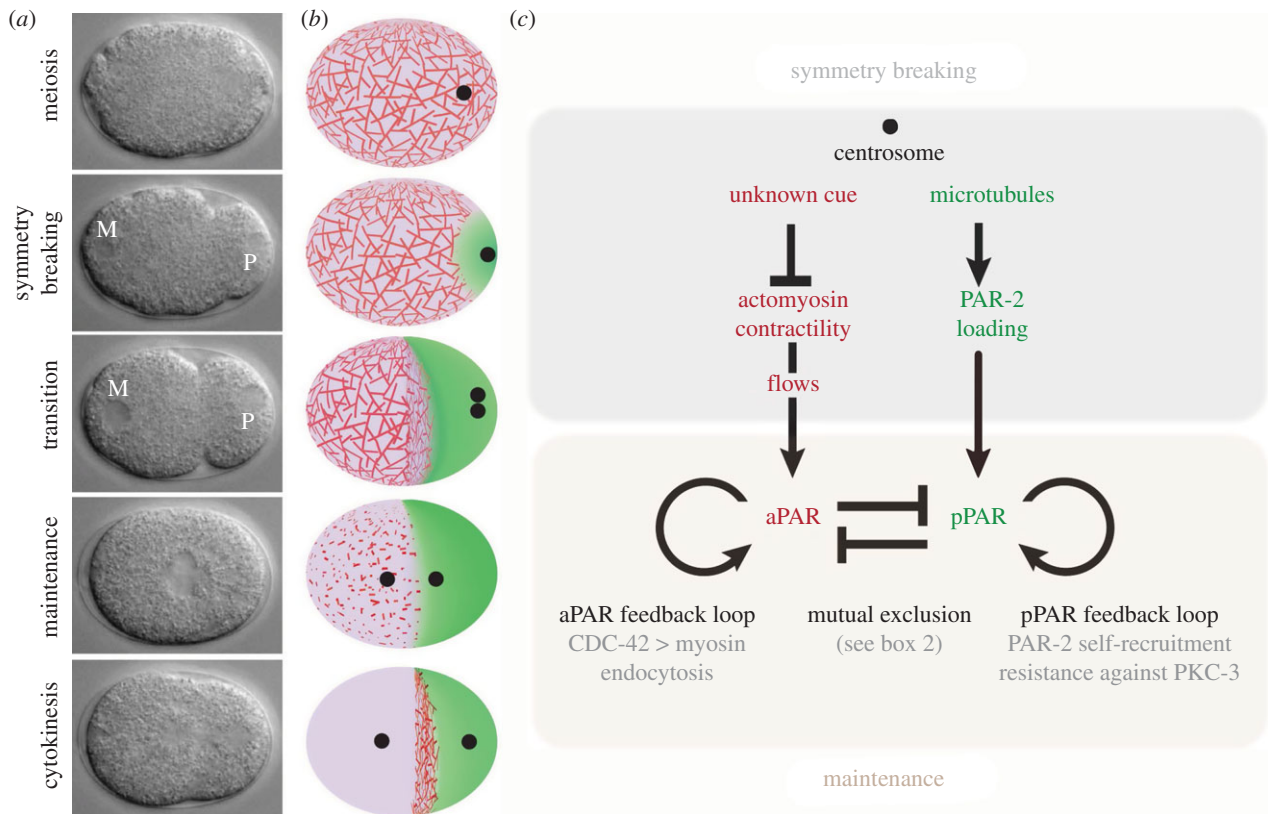 (a)
(b)
(c)
meiosis
symmetry
breaking
transition
maintenance
cytokinesis
M
P
M
P
symmetry breaking
centrosome
unknown cue
microtubules
actomyosin
contractility
PAR-2
loading
flows
aPAR
pPAR
aPAR feedback loop
CDC-42 > myosin
endocytosis
mutual exclusion
(see box 2)
pPAR feedback loop
PAR-2 self-recruitment
resistance against PKC-3
maintenance